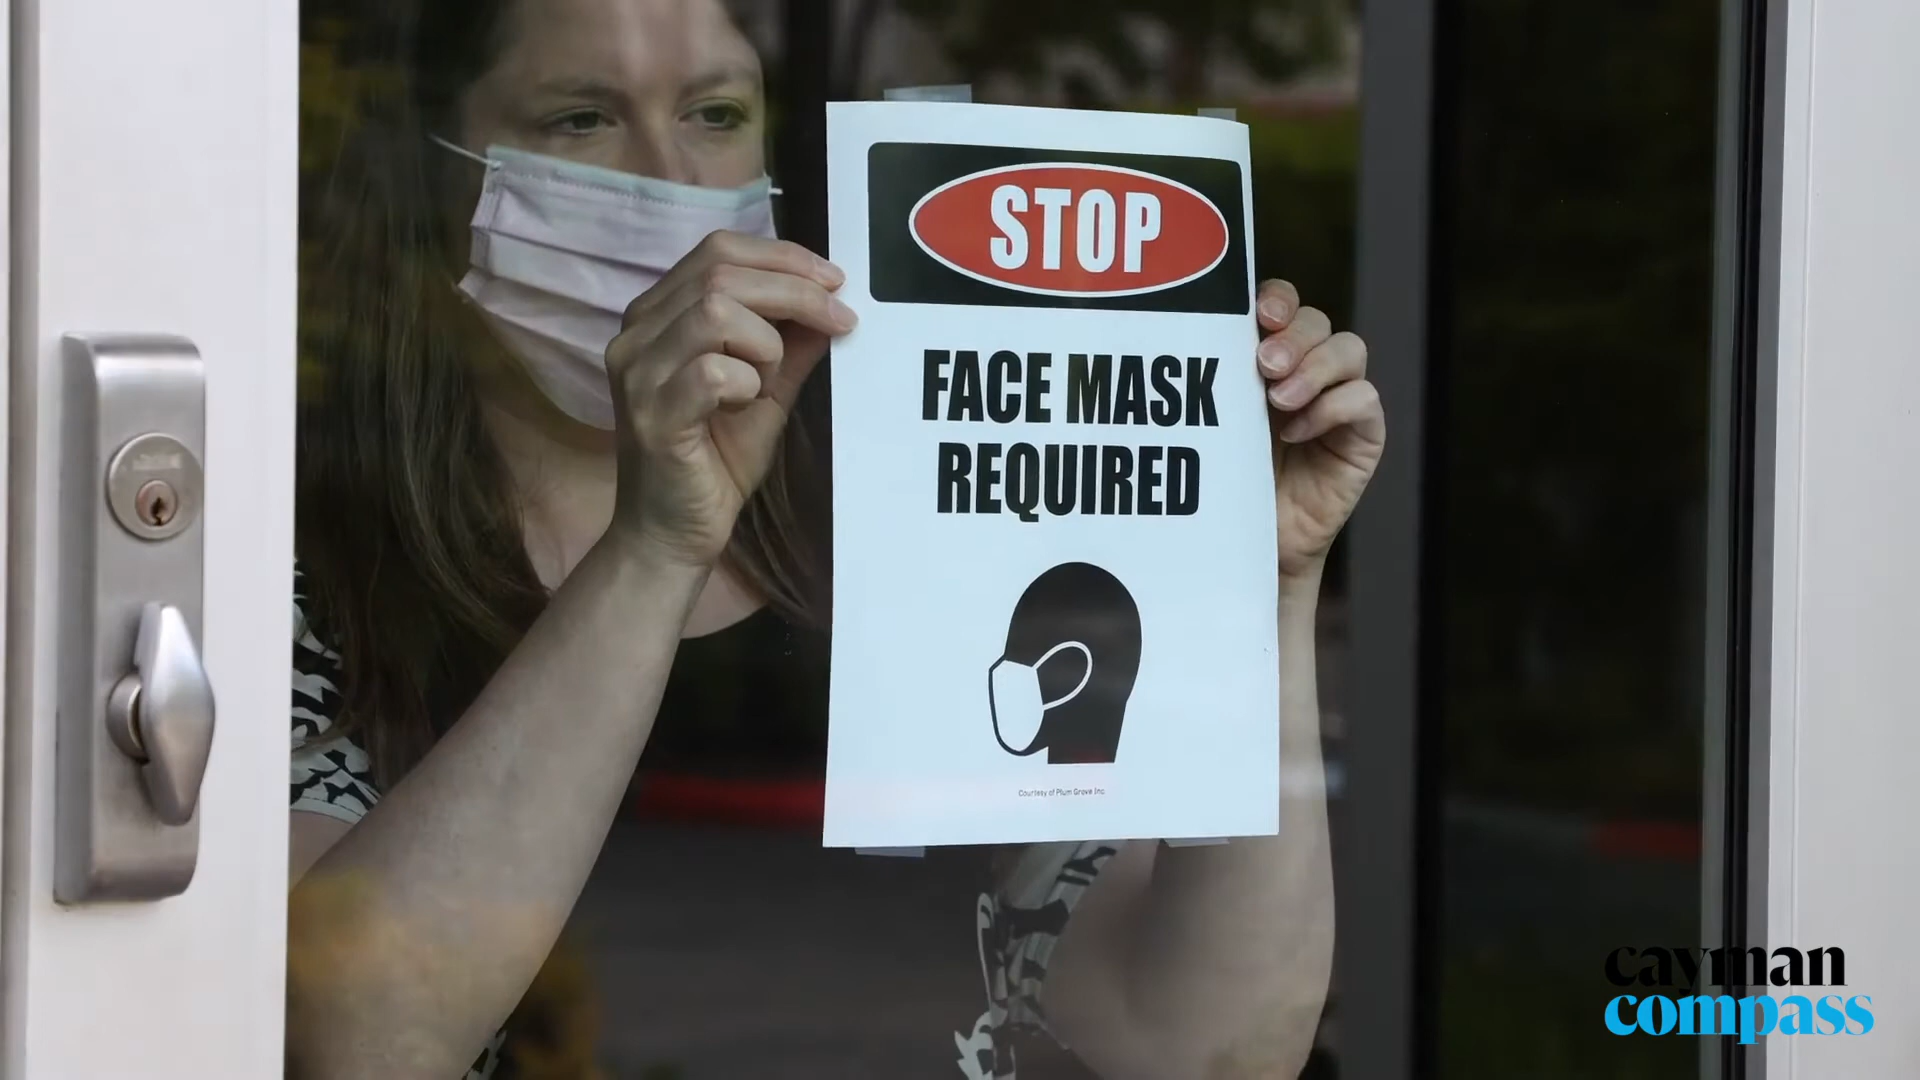 STOP
FACE MASK
REQUIRED
Courtesy of Plum Grove Inc.
cayman
compass